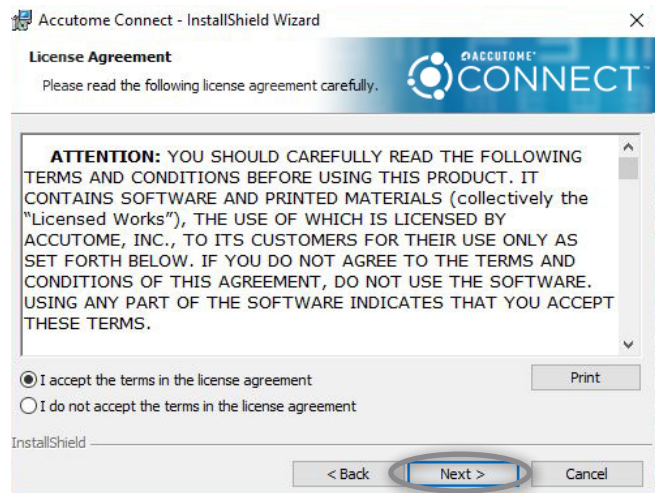 Accutome Connect - InstallShield Wizard
License Agreement
Please read the following license agreement carefully.
ACCUTOME
CONNECT
ATTENTION: YOU SHOULD CAREFULLY READ THE FOLLOWING
TERMS AND CONDITIONS BEFORE USING THIS PRODUCT. IT
CONTAINS SOFTWARE AND PRINTED MATERIALS (collectively the
"Licensed Works"), THE USE OF WHICH IS LICENSED BY
ACCUTOME, INC., TO ITS CUSTOMERS FOR THEIR USE ONLY AS
SET FORTH BELOW. IF YOU DO NOT AGREE TO THE TERMS AND
CONDITIONS OF THIS AGREEMENT, DO NOT USE THE SOFTWARE.
USING ANY PART OF THE SOFTWARE INDICATES THAT YOU ACCEPT
THESE TERMS.
I accept the terms in the license agreement
Print
I do not accept the terms in the license agreement
InstallShield
< Back Next > Cancel